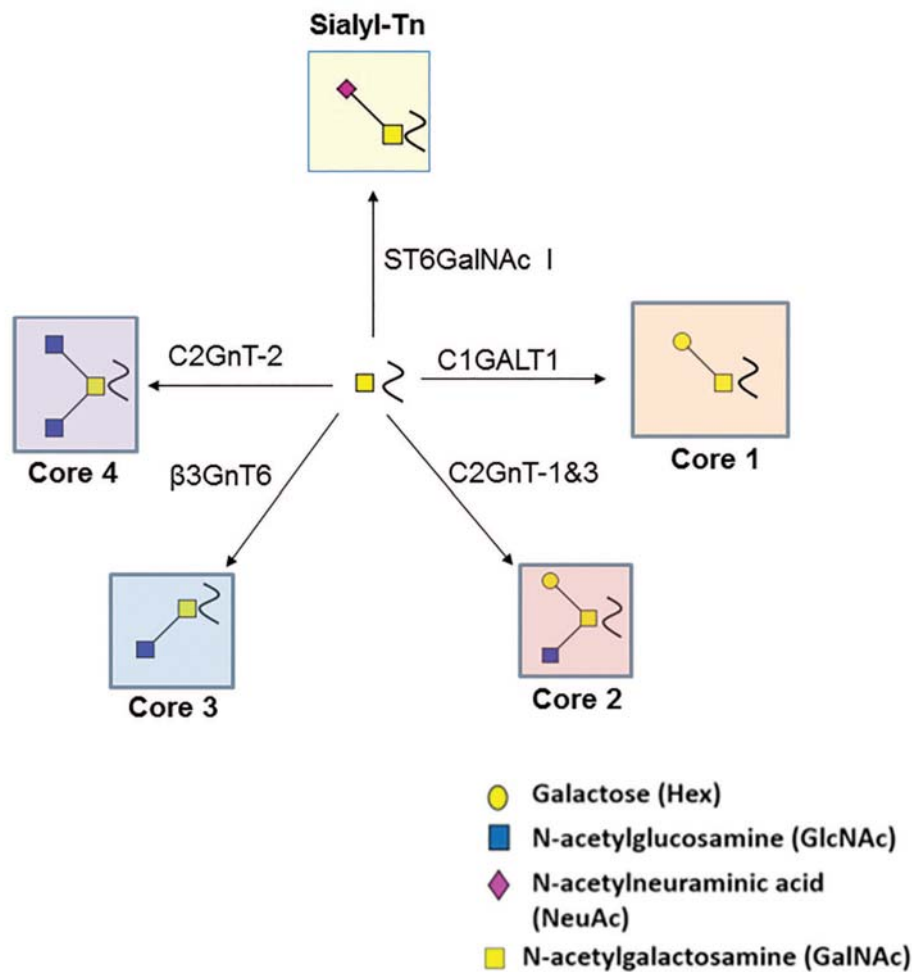 Sialyl-Tn
ST6GalNAc I
C2GnT-2
C1GALT1
Core 4
Core 1
β3GnT6
C2GnT-1&3
Core 3
Core 2
Galactose (Hex)
N-acetylglucosamine (GlcNAc)
N-acetylneuraminic acid
(NeuAc)
N-acetylgalactosamine (GalNAc)